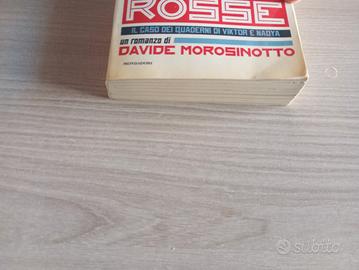 ROSSE
IL CASO DEI QUADERNI DI VIKTOR E NADYA
un romanzo di
DAVIDE MOROSINOTTO
MONDADORI
subito